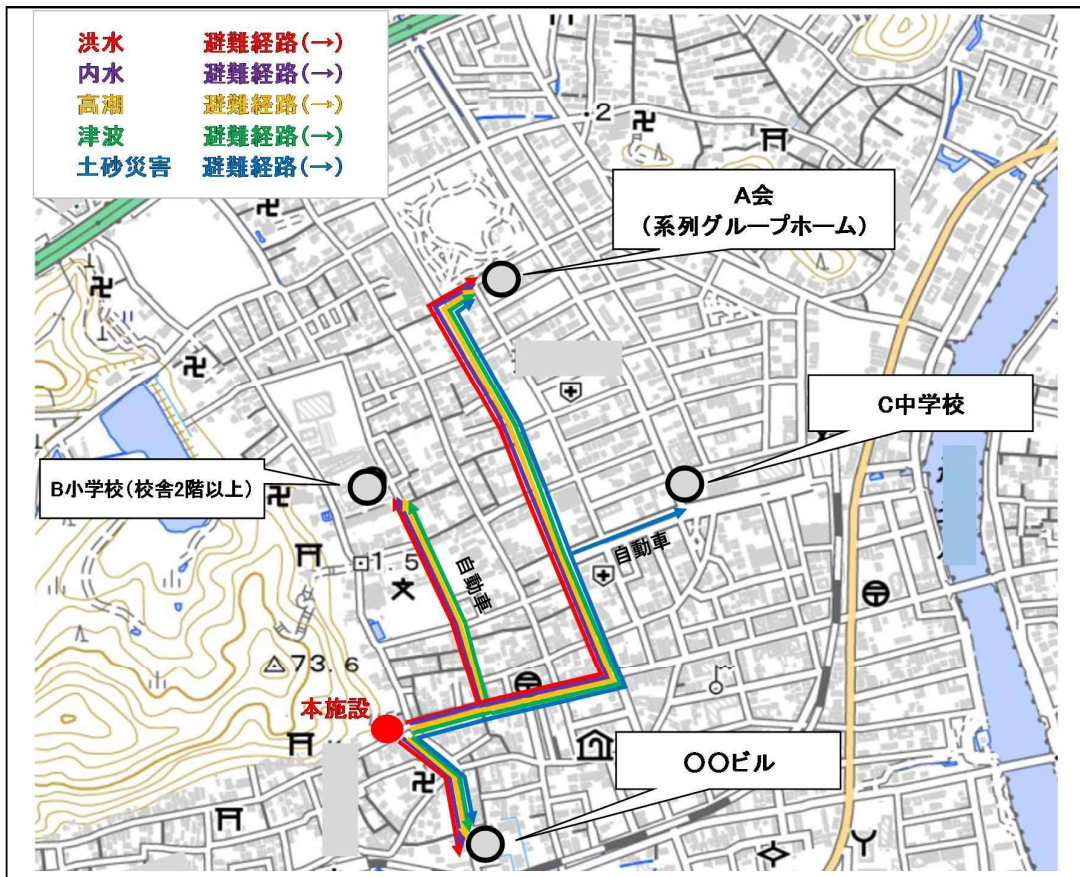 洪水 避難経路(→)
内水 避難経路(→)
高潮 避難経路(→)
津波 避難経路(→)
土砂災害 避難経路(→)
.2
A会
(系列グループホーム)
C中学校
B小学校(校舎2階以上)
1.5
自動車
自動車
73.6
本施設
〇〇ビル